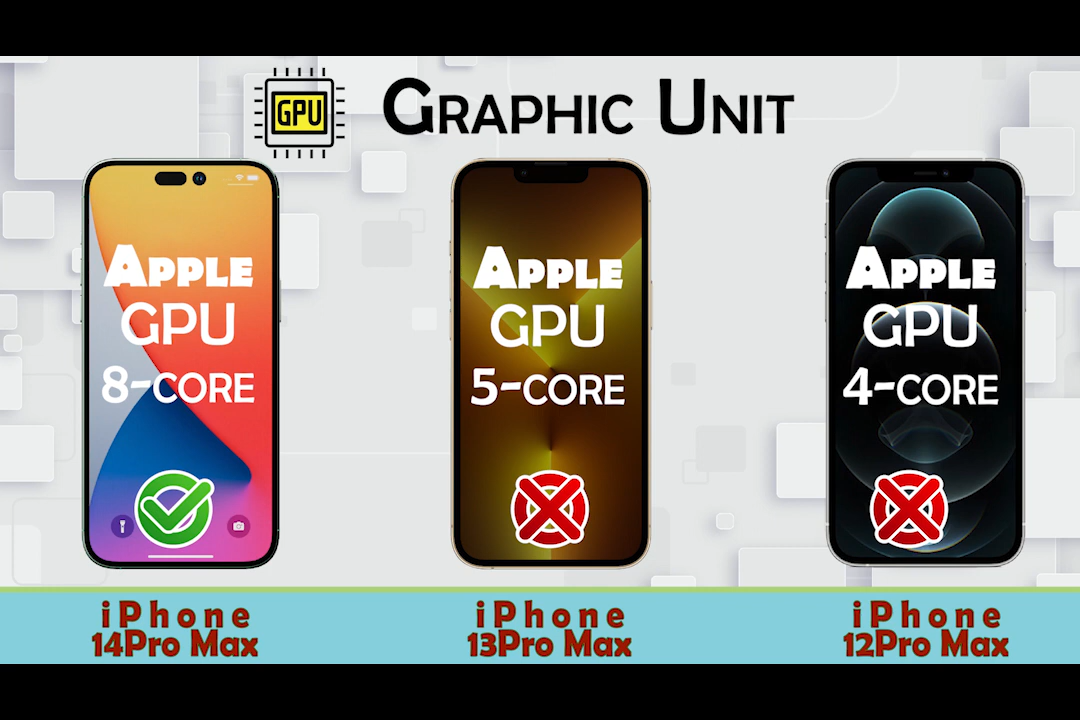 GPU
GRAPHIC UNIT
APPLE
GPU
8-CORE
APPLE
GPU
5-CORE
APPLE
GPU
4-CORE
iPhone
14Pro Max
iPhone
13Pro Max
iPhone
12Pro Max